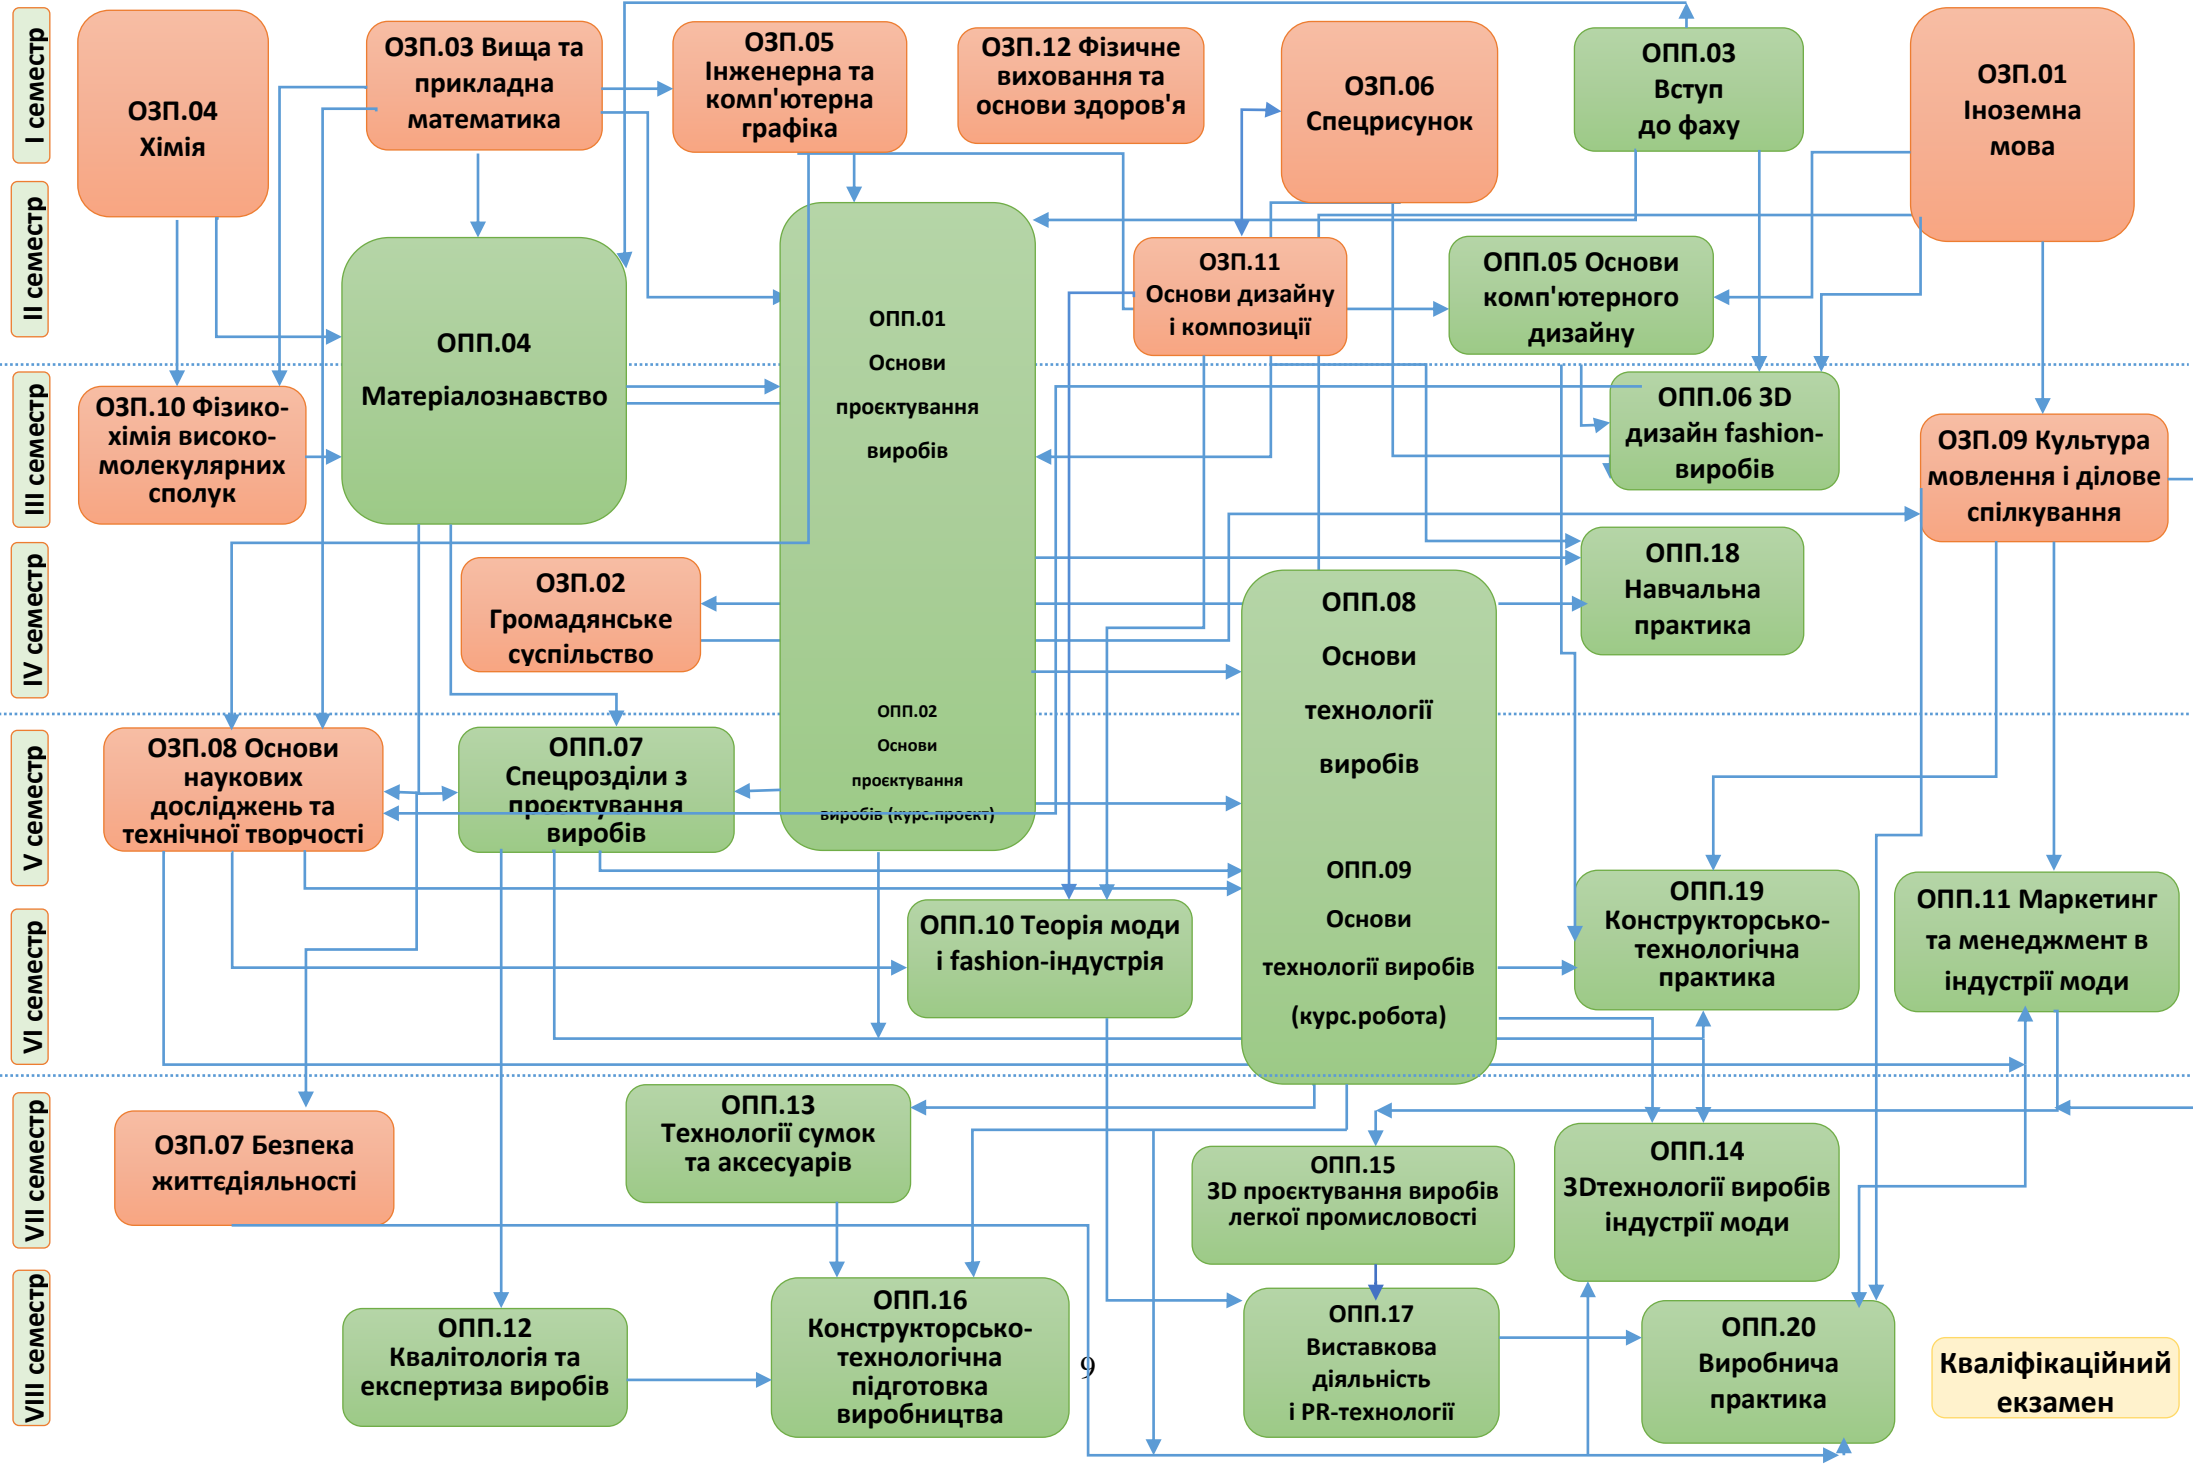 І семестр
ІІ семестр
ІІІ семестр
IV семестр
V семестр
VI семестр
VII семестр
VIII семестр
ОЗП.04
Хімія
ОЗП.03 Вища та
прикладна
математика
ОЗП.05
Інженерна та
комп'ютерна
графіка
ОЗП.12 Фізичне
виховання та
основи здоров'я
ОЗП.06
Спецрисунок
ОПП.03
Вступ
до фаху
ОЗП.01
Іноземна
мова
ОПП.04
Матеріалознавство
ОПП.01
Основи
проєктування
виробів
ОПП.02
Основи
проєктування
виробів (курс.проєкт)
ОЗП.11
Основи дизайну
і композиції
ОПП.05 Основи
комп'ютерного
дизайну
ОЗП.10 Фізико-
хімія високо-
молекулярних
сполук
ОПП.06 3D
дизайн fashion-
виробів
ОЗП.09 Культура
мовлення і ділове
спілкування
ОЗП.02
Громадянське
суспільство
ОПП.08
Основи
технології
виробів
ОПП.09
Основи
технології виробів
(курс.робота)
ОПП.18
Навчальна
практика
ОЗП.08 Основи
наукових
досліджень та
технічної творчості
ОПП.07
Спецрозділи з
проєктування
виробів
ОПП.10 Теорія моди
і fashion-індустрія
ОПП.19
Конструкторсько-
технологічна
практика
ОПП.11 Маркетинг
та менеджмент в
індустрії моди
ОЗП.07 Безпека
життєдіяльності
ОПП.13
Технології сумок
та аксесуарів
ОПП.15
3D проєктування виробів
легкої промисловості
ОПП.14
3Dтехнології виробів
індустрії моди
ОПП.12
Квалітологія та
експертиза виробів
ОПП.16
Конструкторсько-
технологічна
підготовка
виробництва
9
ОПП.17
Виставкова
діяльність
і PR-технології
ОПП.20
Виробнича
практика
Кваліфікаційний
екзамен